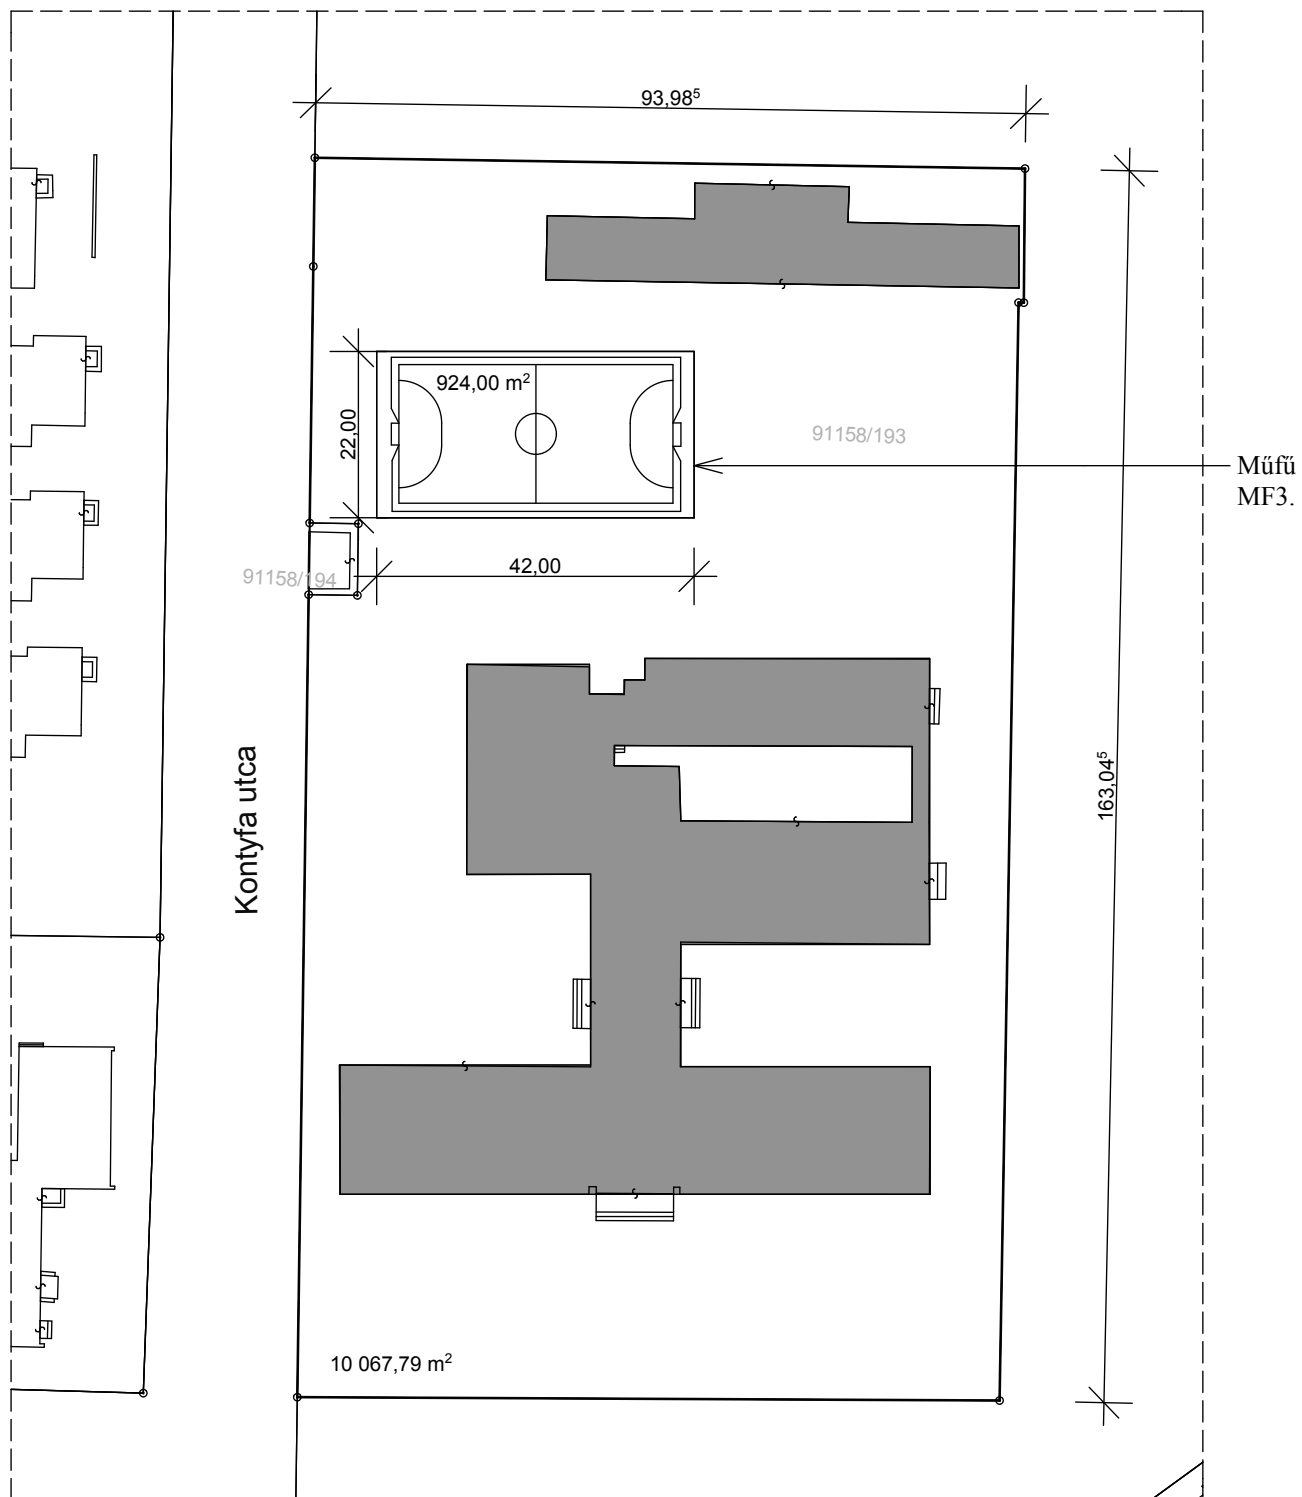 93,98⁵
924,00 m²
22,00
91158/193
Műfű
MF3.
42,00
91158/194
Kontyfa utca
163,04⁵
10 067,79 m²